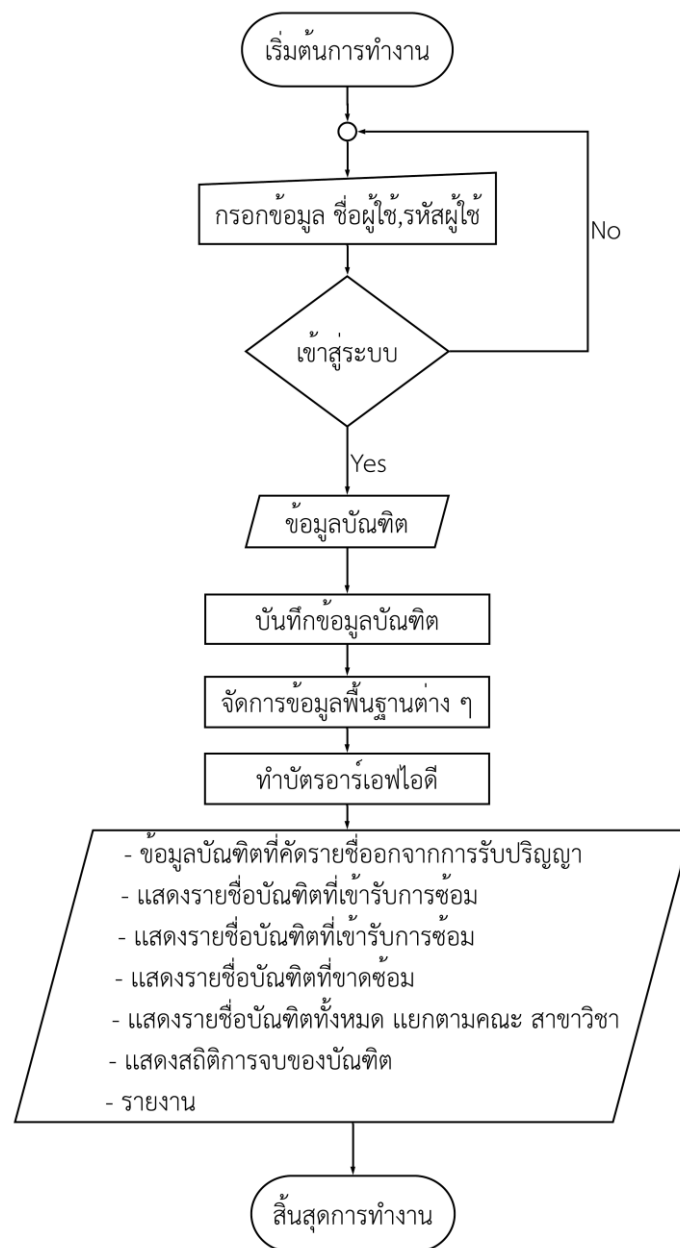 เริ่มต้นการทำงาน
กรอกข้อมูล ชื่อผู้ใช้,รหัสผู้ใช้
No
เข้าสู่ระบบ
Yes
ข้อมูลบัณฑิต
บันทึกข้อมูลบัณฑิต
จัดการข้อมูลพื้นฐานต่าง ๆ
ทำบัตรอาร์เอฟไอดี
- ข้อมูลบัณฑิตที่คัดรายชื่อออกจากการรับปริญญา
- แสดงรายชื่อบัณฑิตที่เข้ารับการซ้อม
- แสดงรายชื่อบัณฑิตที่เข้ารับการซ้อม
- แสดงรายชื่อบัณฑิตที่ขาดซ้อม
- แสดงรายชื่อบัณฑิตทั้งหมด แยกตามคณะ สาขาวิชา
- แสดงสถิติการจบของบัณฑิต
- รายงาน
สิ้นสุดการทำงาน